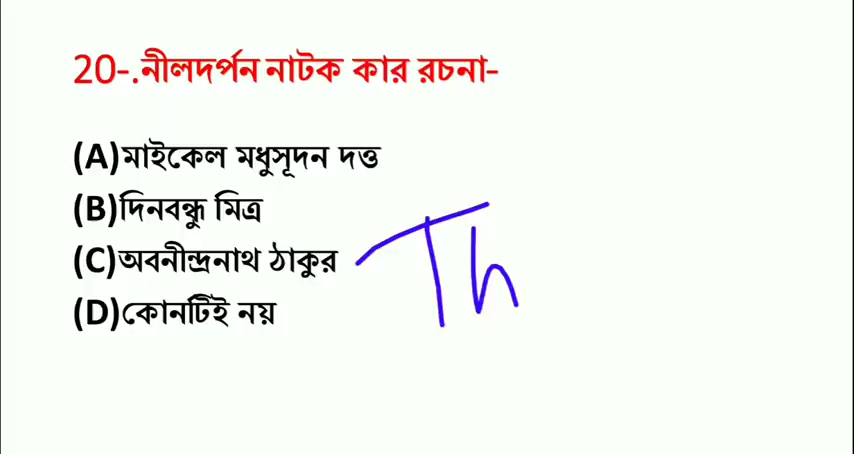 20-.নীলদর্পন নাটক কার রচনা-
(A)মাইকেল মধুসূদন দত্ত
(B)দিনবন্ধু মিত্র
(C)অবনীন্দ্রনাথ ঠাকুর
(D)কোনটিই নয়
Th